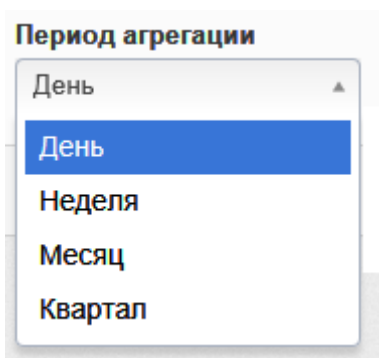 Период агрегации
День
День
Неделя
Месяц
Квартал